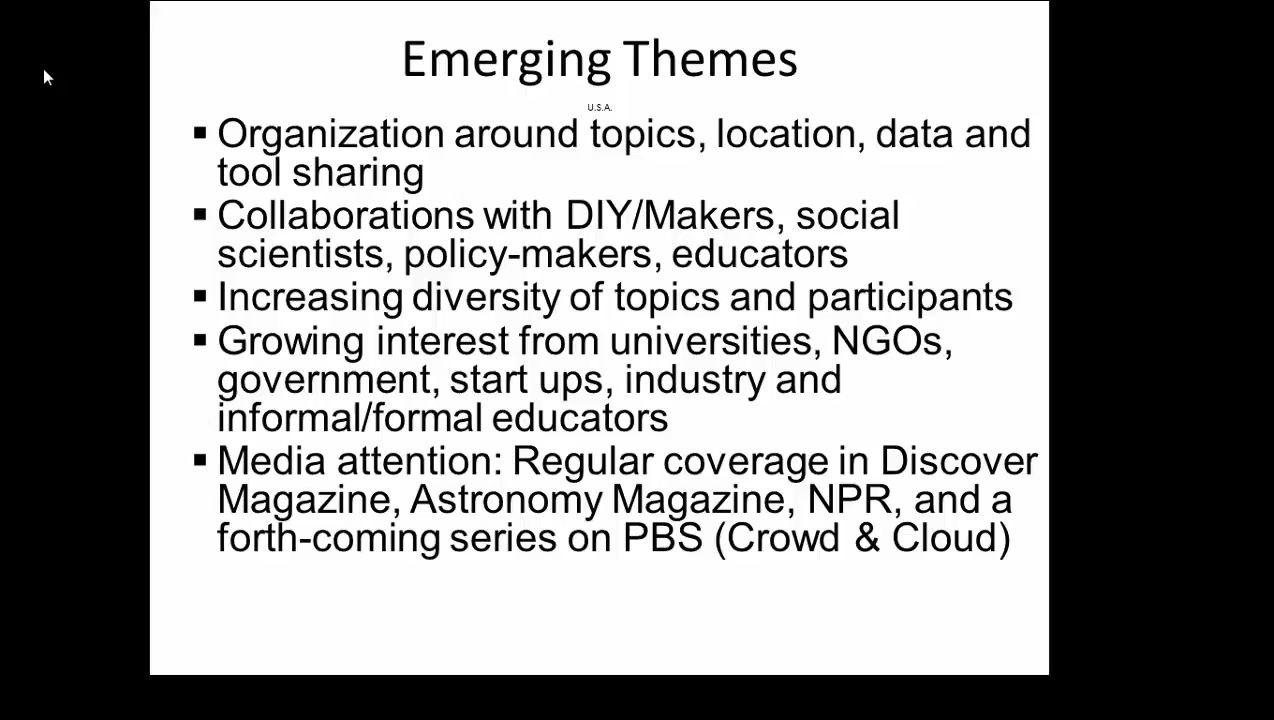 Emerging Themes
U.S.A.
▪ Organization around topics, location, data and
tool sharing
▪ Collaborations with DIY/Makers, social
scientists, policy-makers, educators
▪ Increasing diversity of topics and participants
▪ Growing interest from universities, NGOs,
government, start ups, industry and
informal/formal educators
▪ Media attention: Regular coverage in Discover
Magazine, Astronomy Magazine, NPR, and a
forth-coming series on PBS (Crowd & Cloud)